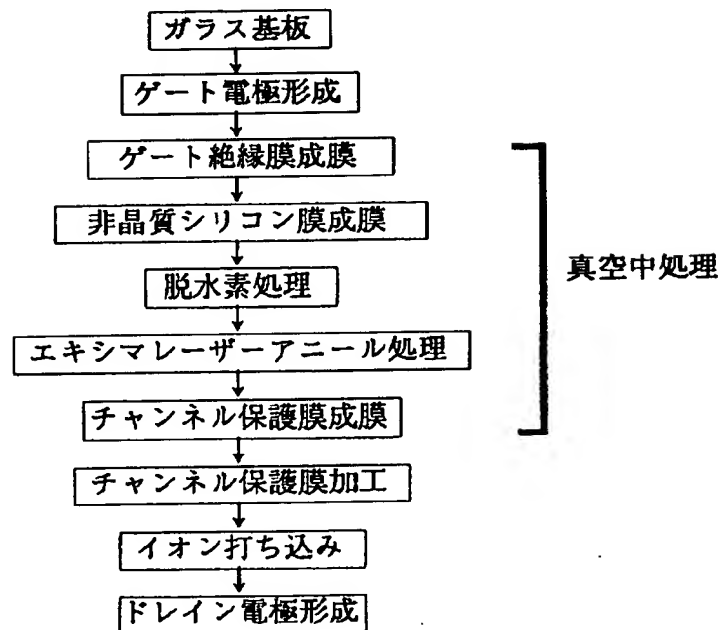 ガラス基板
ゲート電極形成
ゲート絶縁膜成膜
非晶質シリコン膜成膜
脱水素処理
エキシマレーザーアニール処理
チャンネル保護膜成膜
チャンネル保護膜加工
イオン打ち込み
ドレイン電極形成
真空中処理